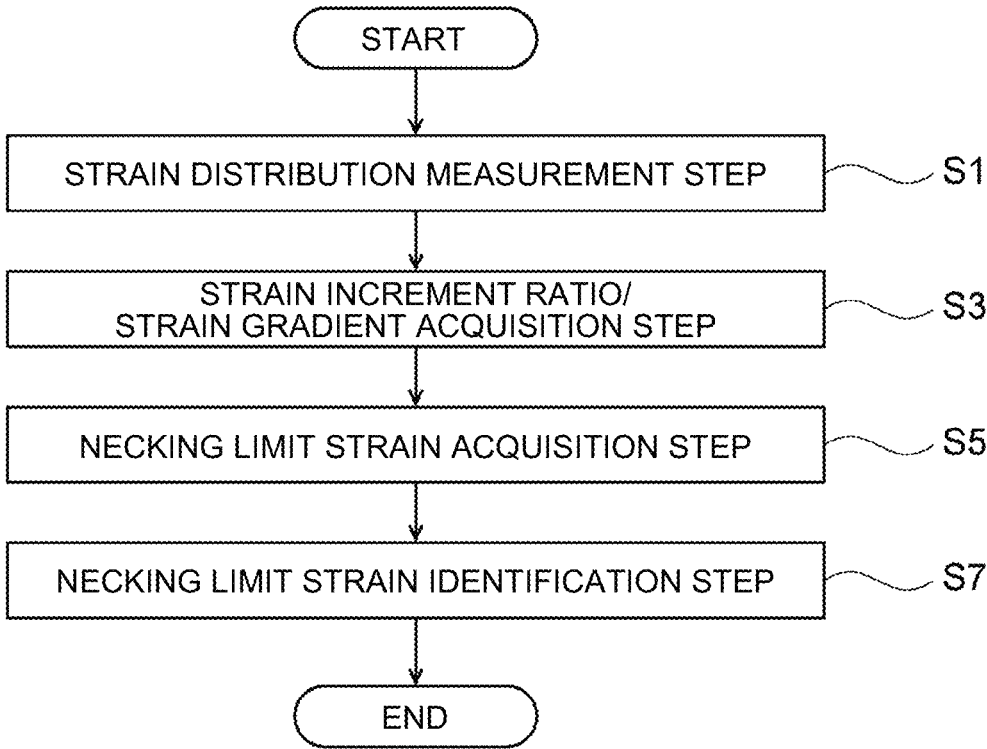 START
STRAIN DISTRIBUTION MEASUREMENT STEP
S1
STRAIN INCREMENT RATIO/
STRAIN GRADIENT ACQUISITION STEP
S3
NECKING LIMIT STRAIN ACQUISITION STEP
S5
NECKING LIMIT STRAIN IDENTIFICATION STEP
S7
END